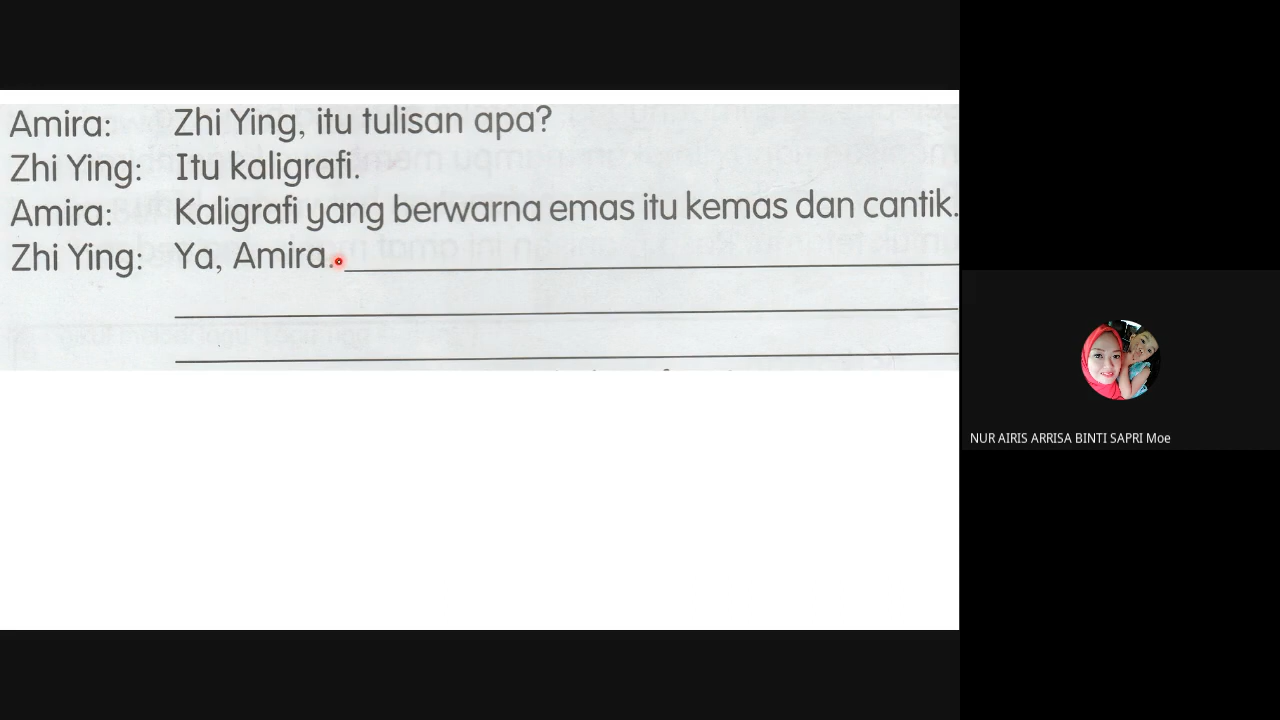 Amira: Zhi Ying, itu tulisan apa?
Zhi Ying: Itu kaligrafi.
Amira: Kaligrafi yang berwarna emas itu kemas dan cantik.
Zhi Ying: Ya, Amira.
NUR AIRIS ARRISA BINTI SAPRI Moe